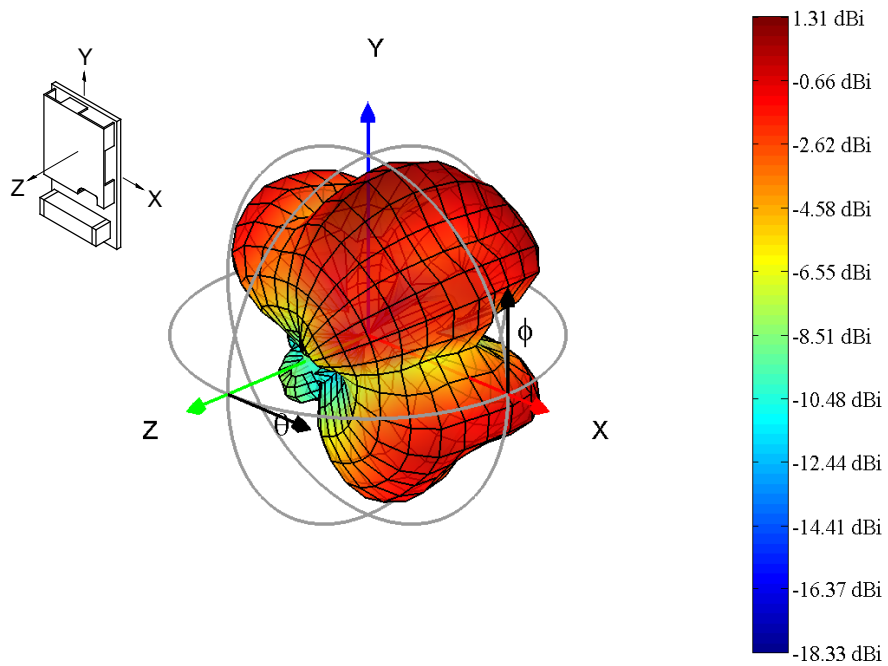 Y
Z
X
Y
Z
X
θ
ϕ
1.31 dBi
-0.66 dBi
-2.62 dBi
-4.58 dBi
-6.55 dBi
-8.51 dBi
-10.48 dBi
-12.44 dBi
-14.41 dBi
-16.37 dBi
-18.33 dBi